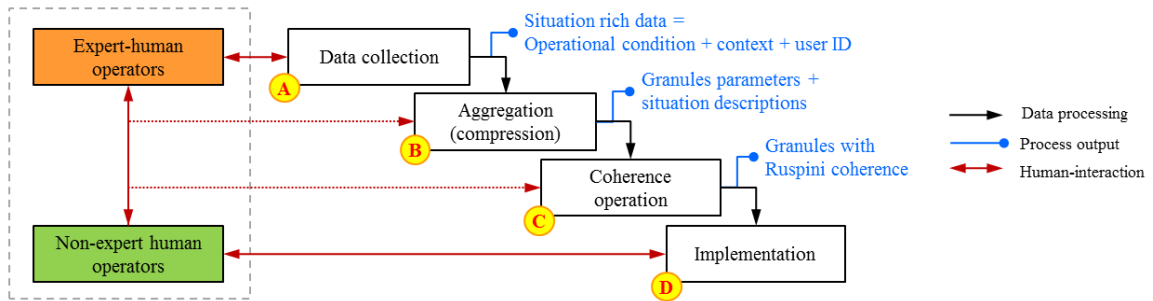 Expert-human
operators
Data collection
A
Situation rich data =
Operational condition + context + user ID
Aggregation
(compression)
B
Granules parameters +
situation descriptions
Coherence
operation
C
Granules with
Ruspini coherence
Non-expert human
operators
Implementation
D
Data processing
Process output
Human-interaction